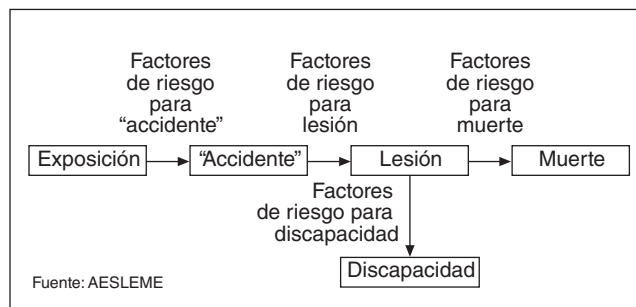 Factores
de riesgo
para
“accidente”
Factores
de riesgo
para
lesión
Factores
de riesgo
para
muerte
Exposición
“Accidente”
Lesión
Muerte
Factores
de riesgo para
discapacidad
Discapacidad
Fuente: AESLEME